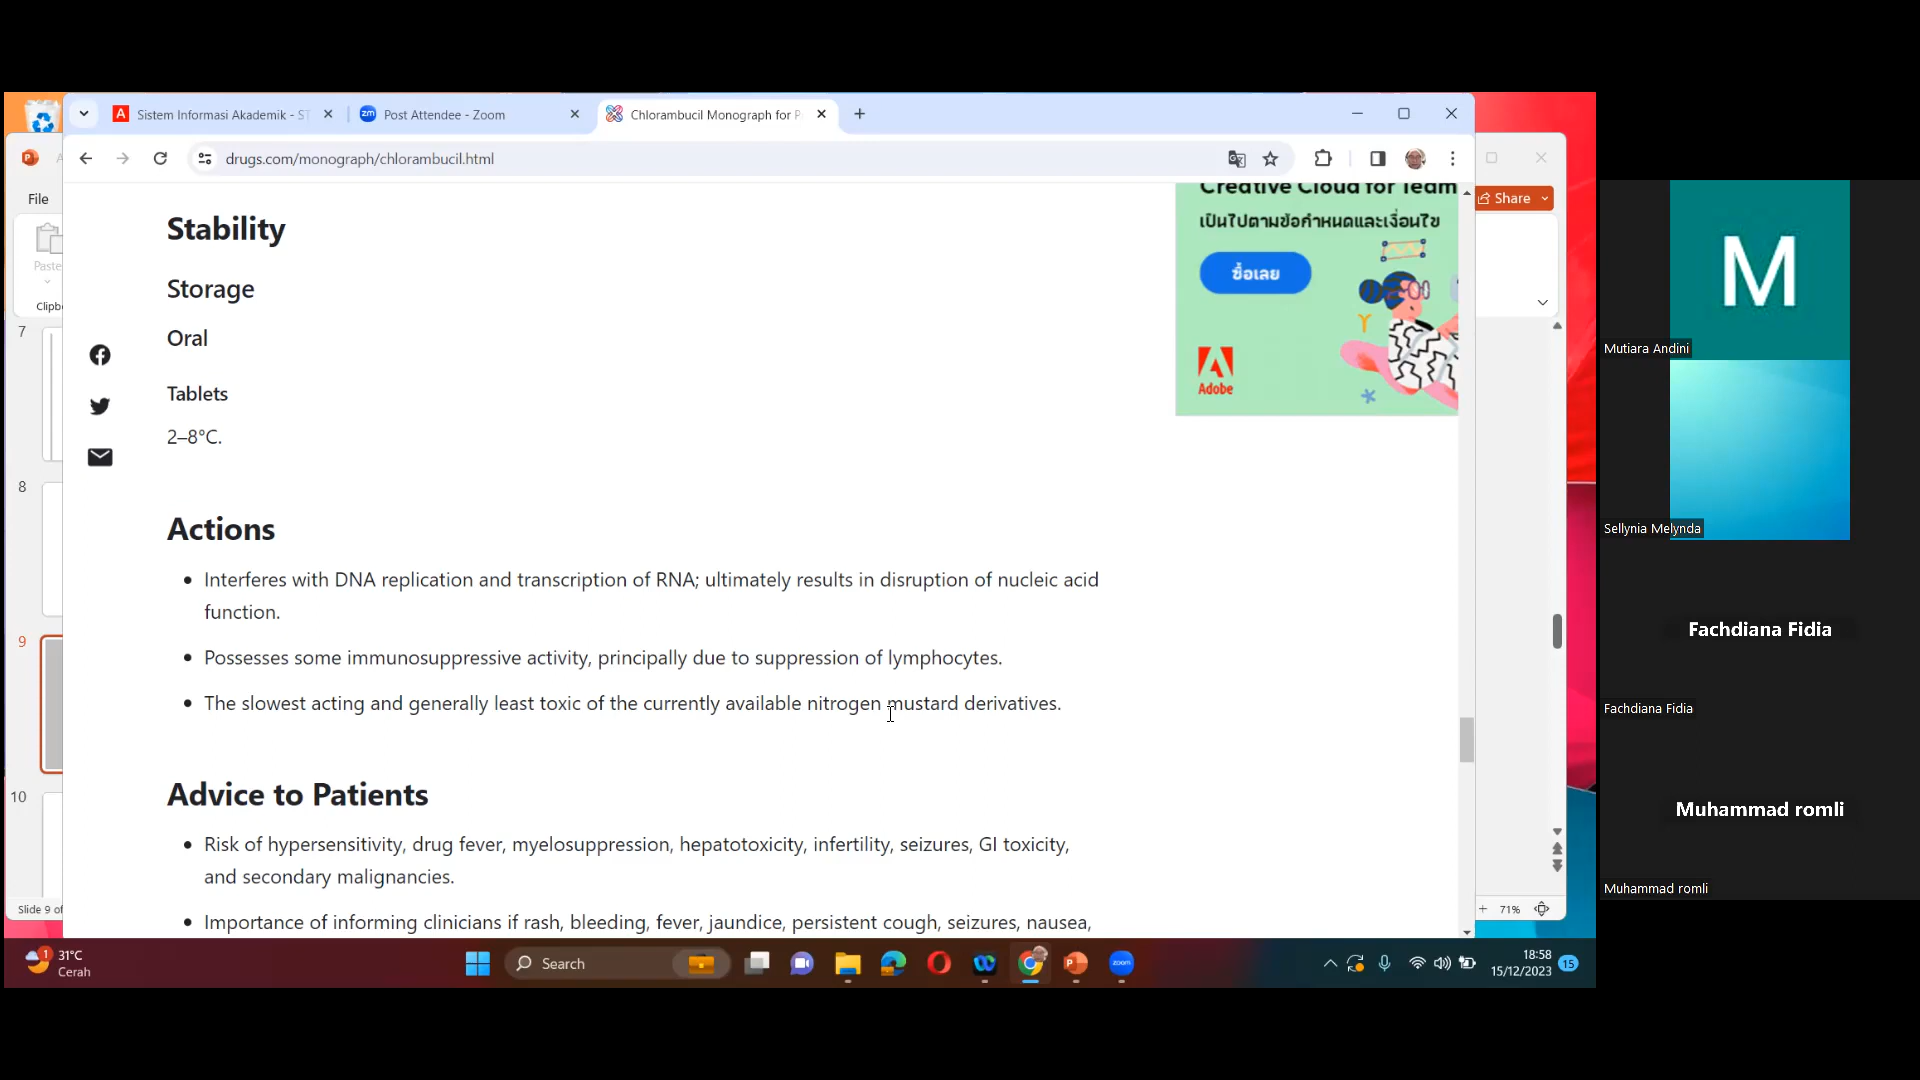 Sistem Informasi Akademik - ST
Post Attendee - Zoom
Chlorambucil Monograph for P
drugs.com/monograph/chlorambucil.html
File
Share
Paste
Clipbo
7
8
9
10
Slide 9 of
71%
Stability
Storage
Oral
Tablets
2–8°C.
Actions
Interferes with DNA replication and transcription of RNA; ultimately results in disruption of nucleic acid
function.
Possesses some immunosuppressive activity, principally due to suppression of lymphocytes.
The slowest acting and generally least toxic of the currently available nitrogen mustard derivatives.
Advice to Patients
Risk of hypersensitivity, drug fever, myelosuppression, hepatotoxicity, infertility, seizures, GI toxicity,
and secondary malignancies.
Importance of informing clinicians if rash, bleeding, fever, jaundice, persistent cough, seizures, nausea,
Creative Cloud for Team
เป็นไปตามข้อกำหนดและเงื่อนไข
ซื้อเลย
Adobe
M
Mutiara Andini
Sellynia Melynda
Fachdiana Fidia
Fachdiana Fidia
Muhammad romli
Muhammad romli
1
31°C
Cerah
Search
zoom
18:58
15/12/2023
15